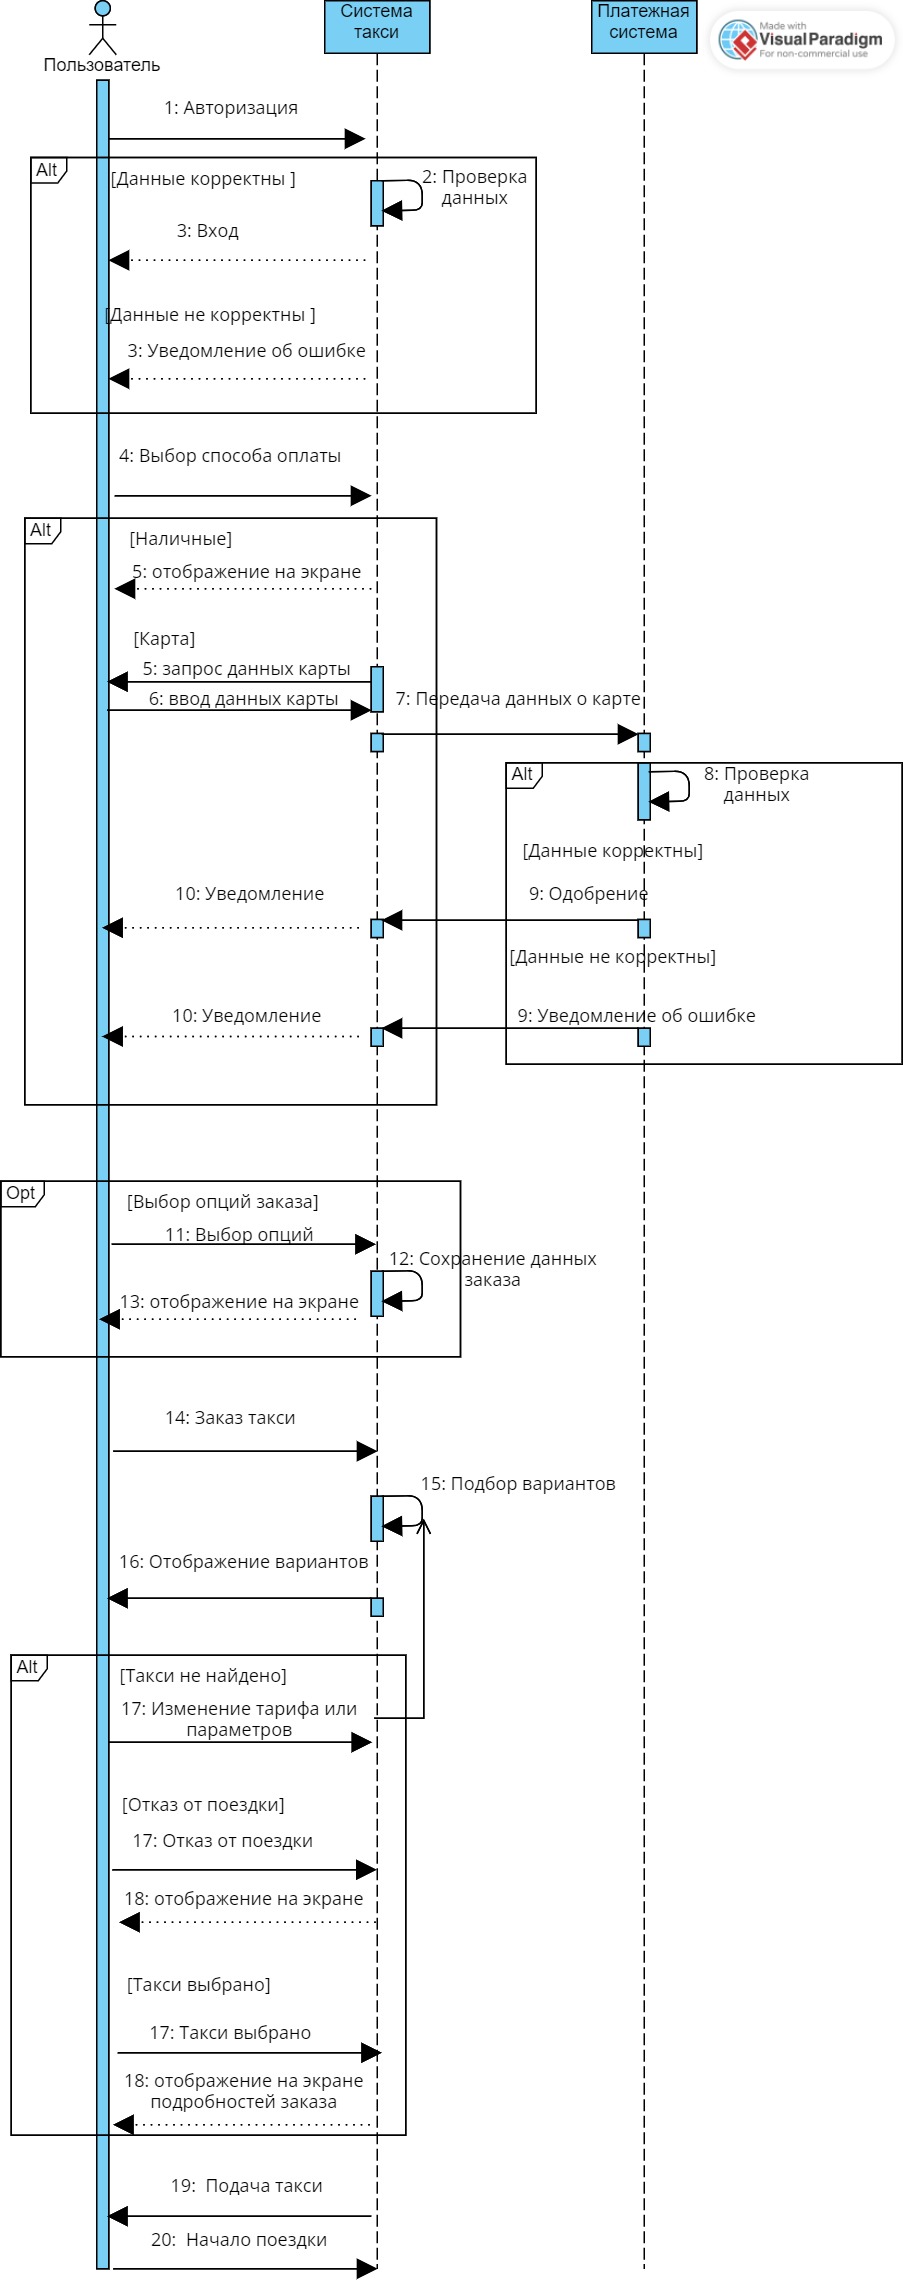 Система
такси
Платежная
система
Made with
Visual Paradigm
For non-commercial use
Пользователь
1: Авторизация
Alt
[Данные корректны ]
2: Проверка
данных
3: Вход
[Данные не корректны ]
3: Уведомление об ошибке
4: Выбор способа оплаты
Alt
[Наличные]
5: отображение на экране
[Карта]
5: запрос данных карты
6: ввод данных карты
7: Передача данных о карте
Alt
8: Проверка
данных
[Данные корректны]
10: Уведомление
9: Одобрение
[Данные не корректны]
10: Уведомление
9: Уведомление об ошибке
Opt
[Выбор опций заказа]
11: Выбор опций
12: Сохранение данных
заказа
13: отображение на экране
14: Заказ такси
15: Подбор вариантов
16: Отображение вариантов
Alt
[Такси не найдено]
17: Изменение тарифа или
параметров
[Отказ от поездки]
17: Отказ от поездки
18: отображение на экране
[Такси выбрано]
17: Такси выбрано
18: отображение на экране
подробностей заказа
19:  Подача такси
20:  Начало поездки